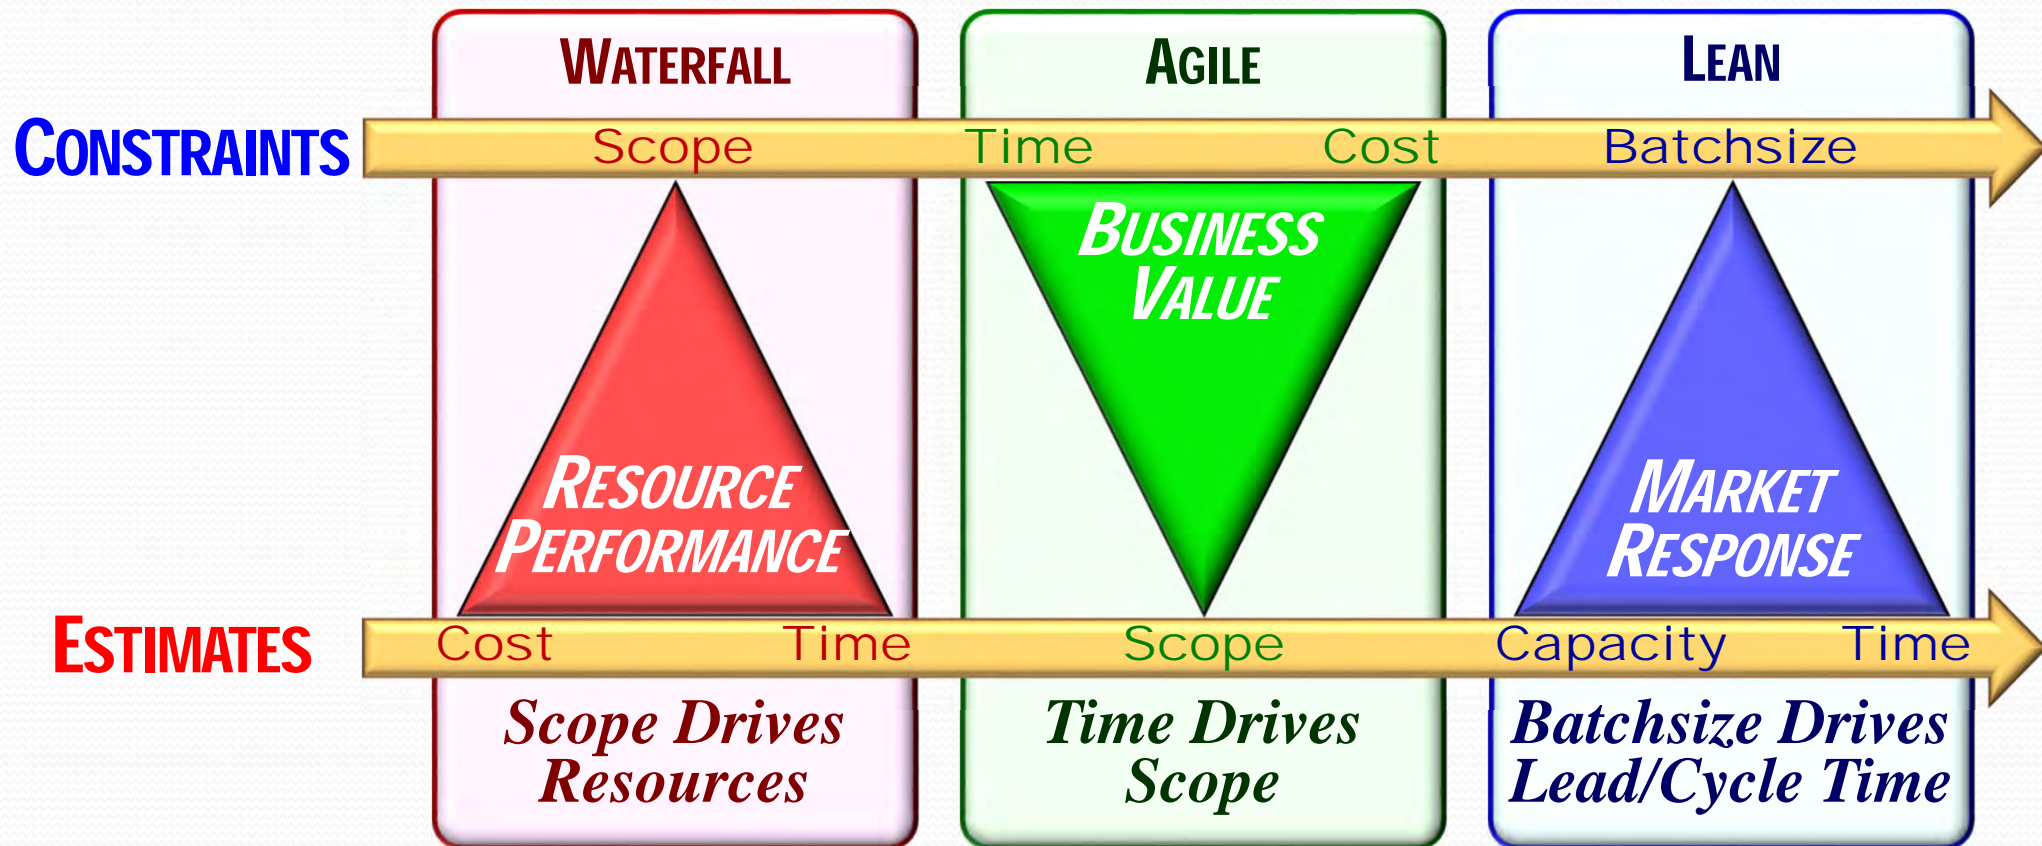 WATERFALL
AGILE
LEAN
CONSTRAINTS
Scope
Time
Cost
Batchsize
RESOURCE
PERFORMANCE
BUSINESS
VALUE
MARKET
RESPONSE
ESTIMATES
Cost
Time
Scope
Capacity
Time
Scope Drives
Resources
Time Drives
Scope
Batchsize Drives
Lead/Cycle Time